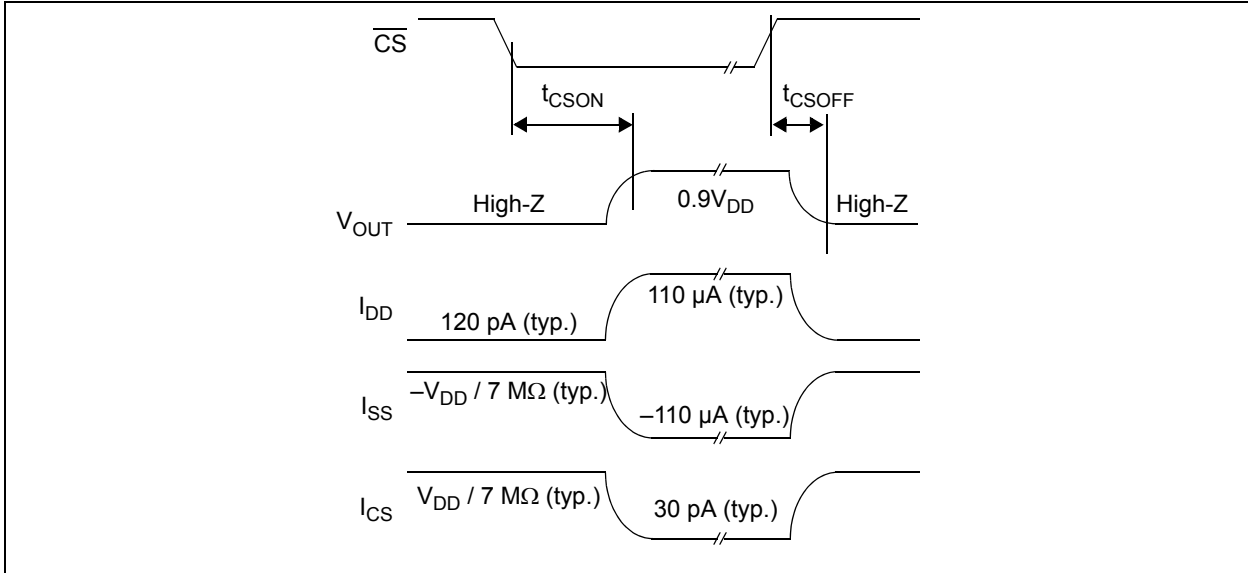 C̅S̅
tCSON
tCSOFF
VOUT
High-Z
0.9VDD
High-Z
IDD
120 pA (typ.)
110 µA (typ.)
ISS
–VDD / 7 MΩ (typ.)
–110 µA (typ.)
ICS
VDD / 7 MΩ (typ.)
30 pA (typ.)